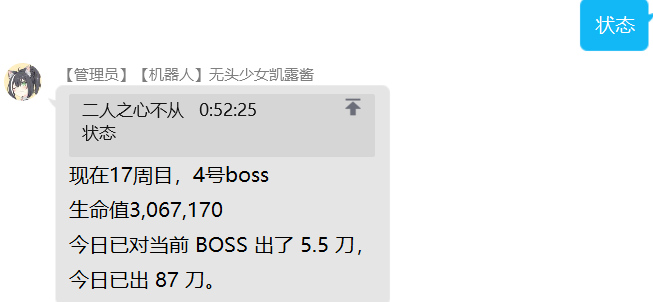 状态
【管理员】【机器人】无头少女凯露酱
二人之心不从 0:52:25
状态
现在17周目，4号boss
生命值3,067,170
今日已对当前 BOSS 出了 5.5 刀，
今日已出 87 刀。